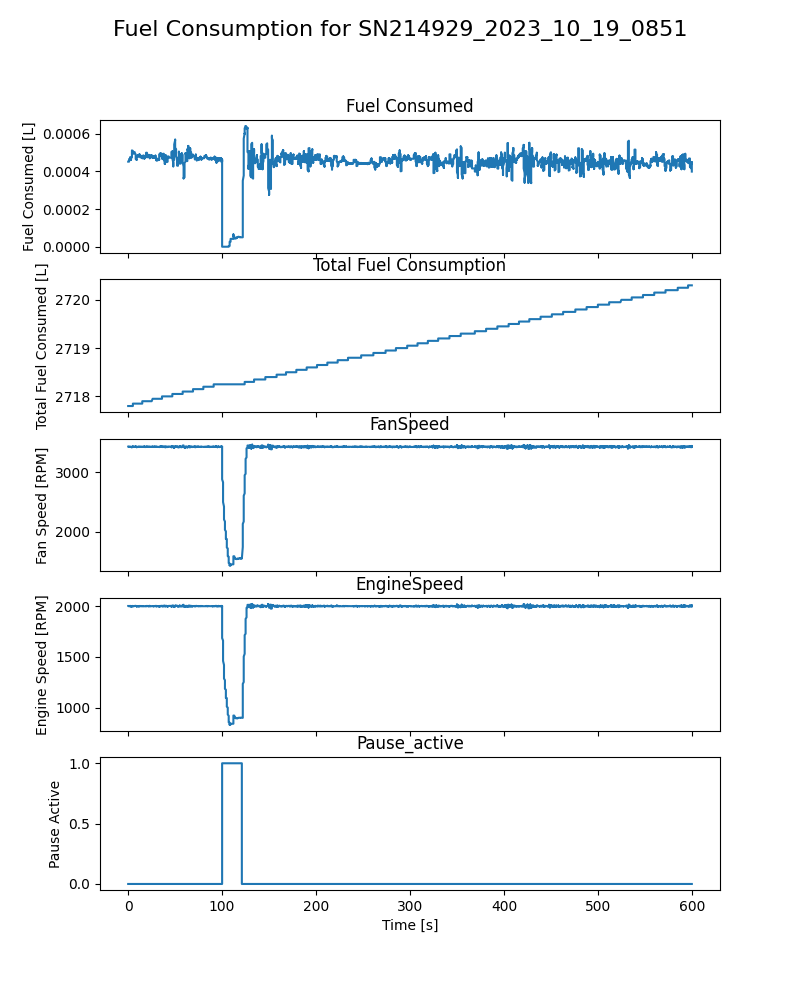 Fuel Consumption for SN214929_2023_10_19_0851
Fuel Consumed
Fuel Consumed [L]
0.0006
0.0004
0.0002
0.0000
Total Fuel Consumption
Total Fuel Consumed [L]
2720
2719
2718
FanSpeed
Fan Speed [RPM]
3000
2000
EngineSpeed
Engine Speed [RPM]
2000
1500
1000
Pause_active
Pause Active
1.0
0.5
0.0
0 100 200 300 400 500 600
Time [s]